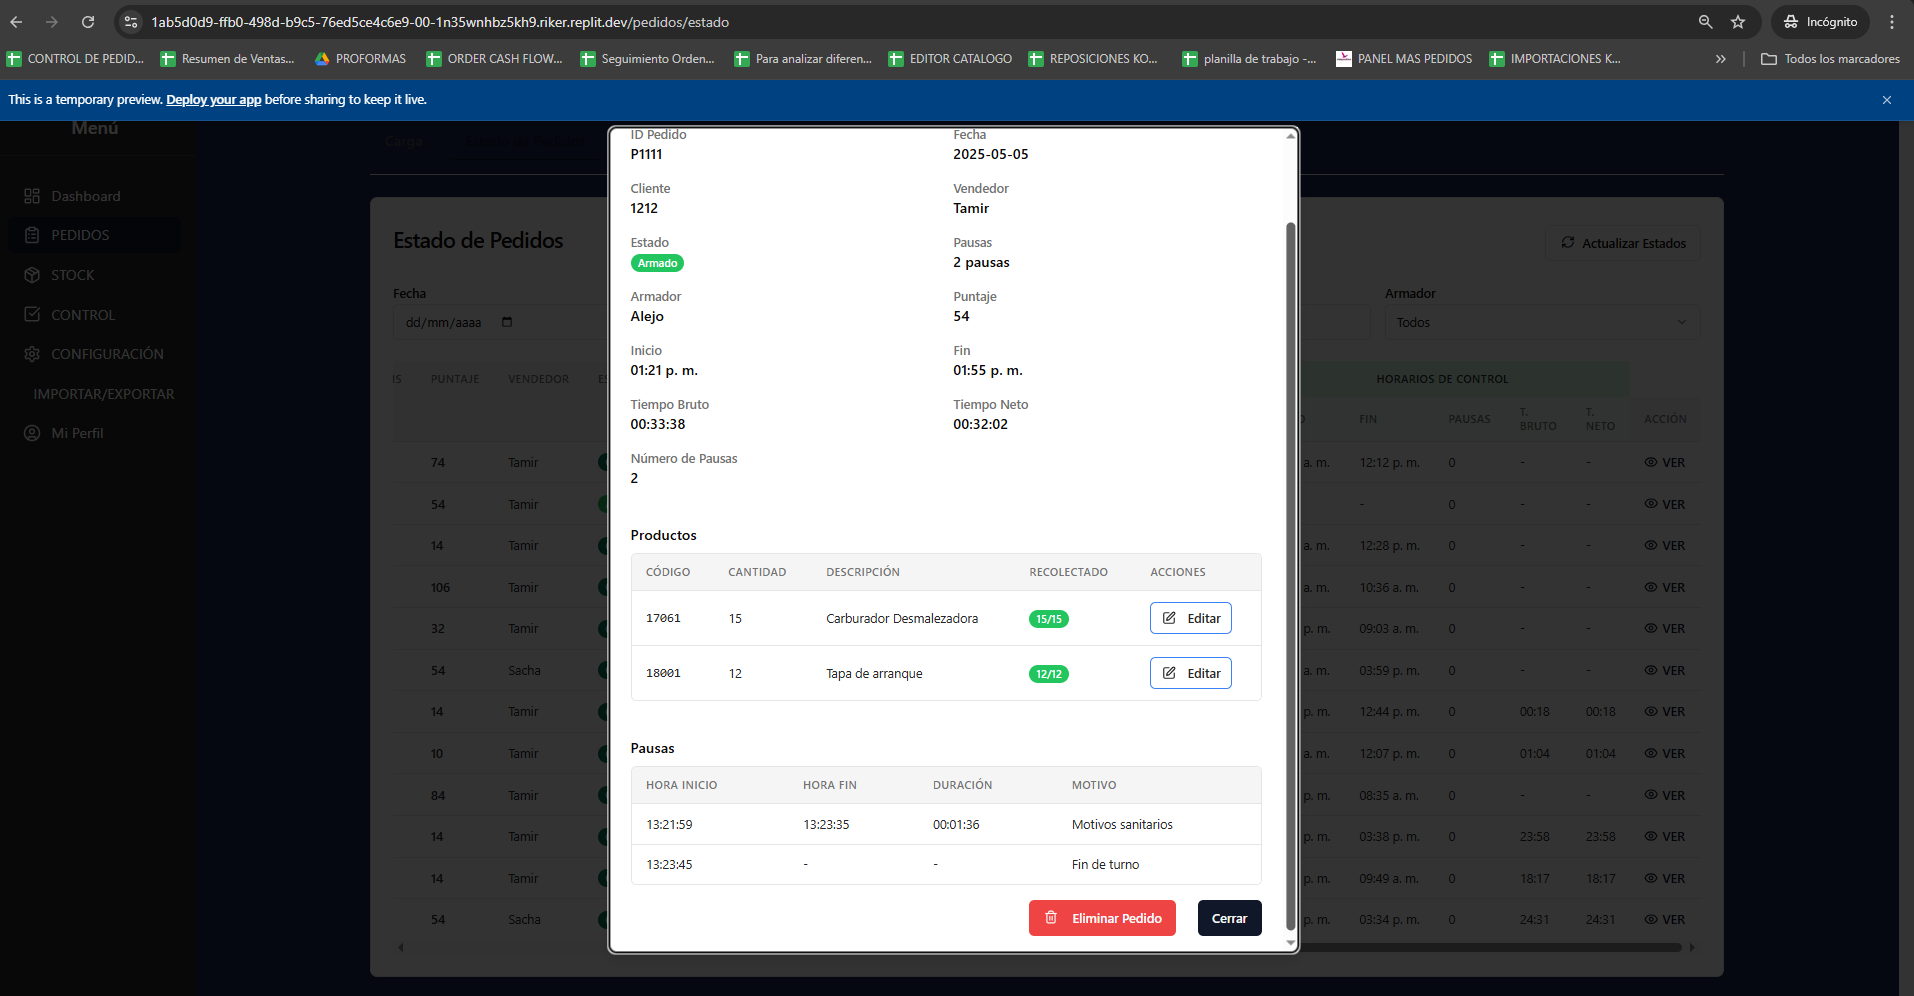 1ab5d0d9-ffb0-498d-b9c5-76ed5ce4c6e9-00-1n35wnhbz5kh9.riker.replit.dev/pedidos/estado
Incógnito
CONTROL DE PEDID...
Resumen de Ventas...
PROFORMAS
ORDER CASH FLOW...
Seguimiento Orden...
Para analizar diferen...
EDITOR CATALOGO
REPOSICIONES KO...
planilla de trabajo -...
PANEL MAS PEDIDOS
IMPORTACIONES K...
»
Todos los marcadores
This is a temporary preview. Deploy your app before sharing to keep it live.
Menú
Dashboard
PEDIDOS
STOCK
CONTROL
CONFIGURACIÓN
IMPORTAR/EXPORTAR
Mi Perfil
Carga
Estado de Pedidos
Actualizar Estados
Fecha
dd/mm/aaaa
Armador
Todos
PUNTAJE VENDEDOR
HORARIOS DE CONTROL
FIN PAUSAS T. BRUTO T. NETO ACCIÓN
74 Tamir a. m. 12:12 p. m. 0 - - VER
54 Tamir - 0 - - VER
14 Tamir a. m. 12:28 p. m. 0 - - VER
106 Tamir a. m. 10:36 a. m. 0 - - VER
32 Tamir p. m. 09:03 a. m. 0 - - VER
54 Sacha a. m. 03:59 p. m. 0 - - VER
14 Tamir p. m. 12:44 p. m. 0 00:18 00:18 VER
10 Tamir a. m. 12:07 p. m. 0 01:04 01:04 VER
84 Tamir p. m. 08:35 a. m. 0 - - VER
14 Tamir p. m. 03:38 p. m. 0 23:58 23:58 VER
14 Tamir p. m. 09:49 a. m. 0 18:17 18:17 VER
54 Sacha p. m. 03:34 p. m. 0 24:31 24:31 VER
ID Pedido
P1111
Fecha
2025-05-05
Cliente
1212
Vendedor
Tamir
Estado
Armado
Pausas
2 pausas
Armador
Alejo
Puntaje
54
Inicio
01:21 p. m.
Fin
01:55 p. m.
Tiempo Bruto
00:33:38
Tiempo Neto
00:32:02
Número de Pausas
2
Productos
CÓDIGO CANTIDAD DESCRIPCIÓN RECOLECTADO ACCIONES
17061 15 Carburador Desmalezadora 15/15 Editar
18001 12 Tapa de arranque 12/12 Editar
Pausas
HORA INICIO HORA FIN DURACIÓN MOTIVO
13:21:59 13:23:35 00:01:36 Motivos sanitarios
13:23:45 - - Fin de turno
Eliminar Pedido
Cerrar